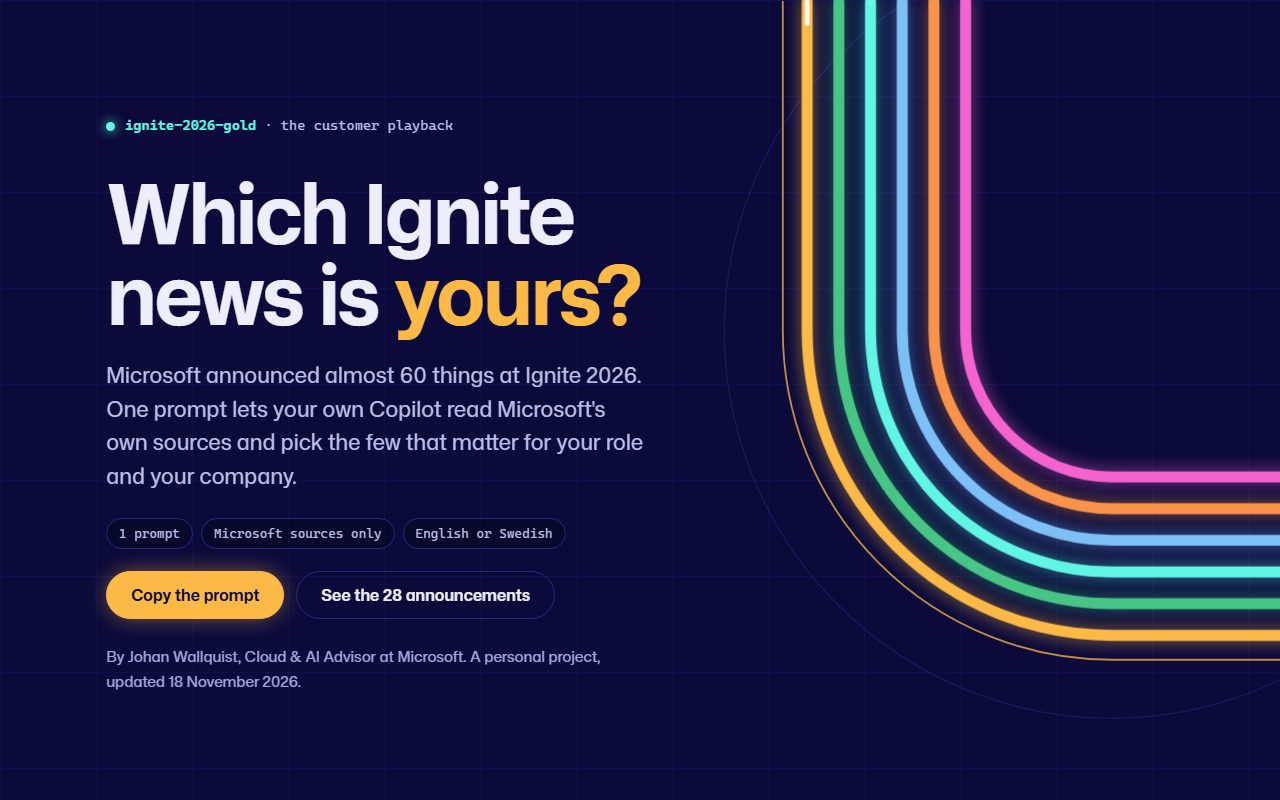 ignite-2026-gold · the customer playback
Which Ignite
news is yours?
Microsoft announced almost 60 things at Ignite 2026.
One prompt lets your own Copilot read Microsoft's
own sources and pick the few that matter for your role
and your company.
1 prompt
Microsoft sources only
English or Swedish
Copy the prompt
See the 28 announcements
By Johan Wallquist, Cloud & AI Advisor at Microsoft. A personal project,
updated 18 November 2026.